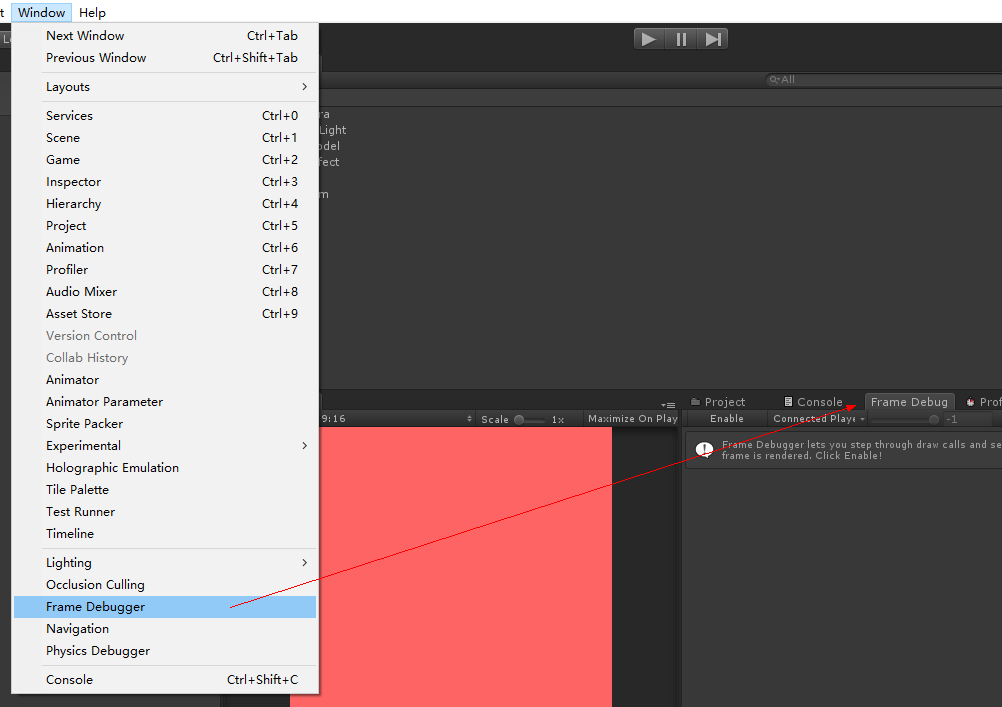 Window Help
Next Window Ctrl+Tab
Previous Window Ctrl+Shift+Tab
Layouts
Services Ctrl+0
Scene Ctrl+1
Game Ctrl+2
Inspector Ctrl+3
Hierarchy Ctrl+4
Project Ctrl+5
Animation Ctrl+6
Profiler Ctrl+7
Audio Mixer Ctrl+8
Asset Store Ctrl+9
Version Control
Collab History
Animator
Animator Parameter
Sprite Packer
Experimental
Holographic Emulation
Tile Palette
Test Runner
Timeline
Lighting
Occlusion Culling
Frame Debugger
Navigation
Physics Debugger
Console Ctrl+Shift+C
All
ra
Light
odel
fect
m
9:16 Scale 1x Maximize On Play
Project Console Frame Debug Prof
Enable Connected Playe -1
Frame Debugger lets you step through draw calls and se
frame is rendered. Click Enable!